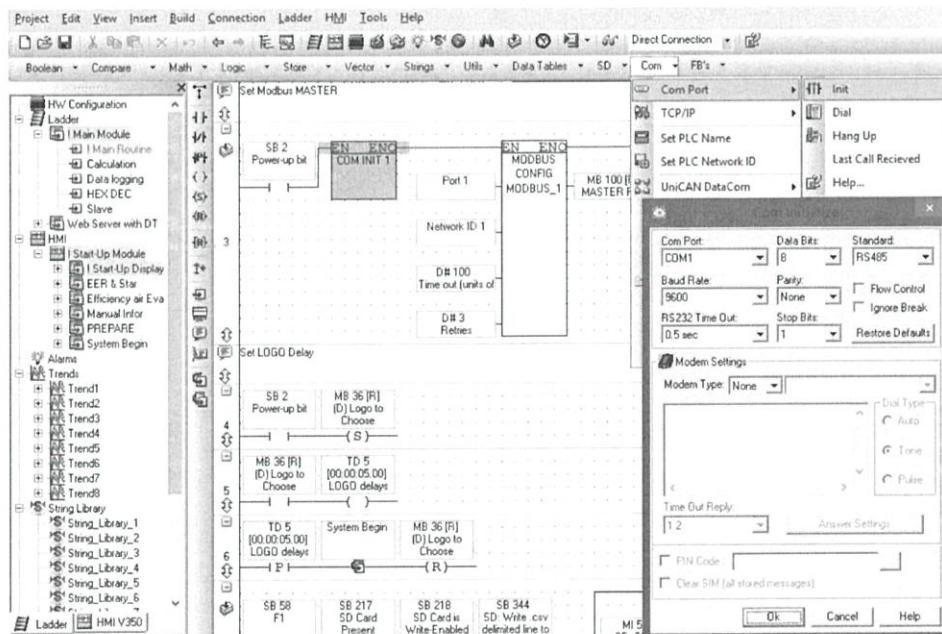 Project Edit View Insert Build Connection Ladder HMI Tools Help
Direct Connection
Boolean Compare Math Logic Store Vector Strings Utils Data Tables SD Com FB's
HW Configuration
Ladder
! Main Module
! Main Routine
Calculation
Data logging
HEX DEC
Slave
Web Server with DT
HMI
! Start-Up Module
! Start-Up Display
EER & Star
Efficiency air Eva
Manual Infor
PREPARE
System Begin
Alarms
Trends
Trend1
Trend2
Trend3
Trend4
Trend5
Trend6
Trend7
Trend8
String Library
String_Library_1
String_Library_2
String_Library_3
String_Library_4
String_Library_5
String_Library_6
Ladder HMI V350
Set Modbus MASTER
3
SB 2
Power-up bit
EN ENO
COM INIT 1
EN ENO
MODBUS
CONFIG
MODBUS_1
Port 1
Network ID 1
D# 100
Time out (units of
D# 3
Retries
MB 100 [
MASTER
Set LOGO Delay
4
SB 2
Power-up bit
MB 36 [R]
(D) Logo to
Choose
( S )
5
MB 36 [R]
(D) Logo to
Choose
TD 5
[00:00:05.00]
LOGO delays
6
TD 5
[00:00:05.00]
LOGO delays
P
System Begin
MB 36 [R]
(D) Logo to
Choose
( R )
SB 58
F1
SB 217
SD Card
Present
SB 218
SD Card is
Write-Enabled
SB 344
SD: Write .csv
delimited line to
MI 5
Com Port
TCP/IP
Set PLC Name
Set PLC Network ID
UniCAN DataCom
Init
Dial
Hang Up
Last Call Recieved
Help...
Com Initialize
Com Port: Data Bits: Standard:
COM1 8 RS485
Baud Rate: Parity:
9600 None
Flow Control
Ignore Break
RS232 Time Out: Stop Bits:
0.5 sec 1 Restore Defaults
Modem Settings
Modem Type: None
Dial Type
Auto
Tone
Pulse
Time Out Reply
1.2 Answer Settings
PIN Code:
Clear SIM (all stored messages)
Ok Cancel Help